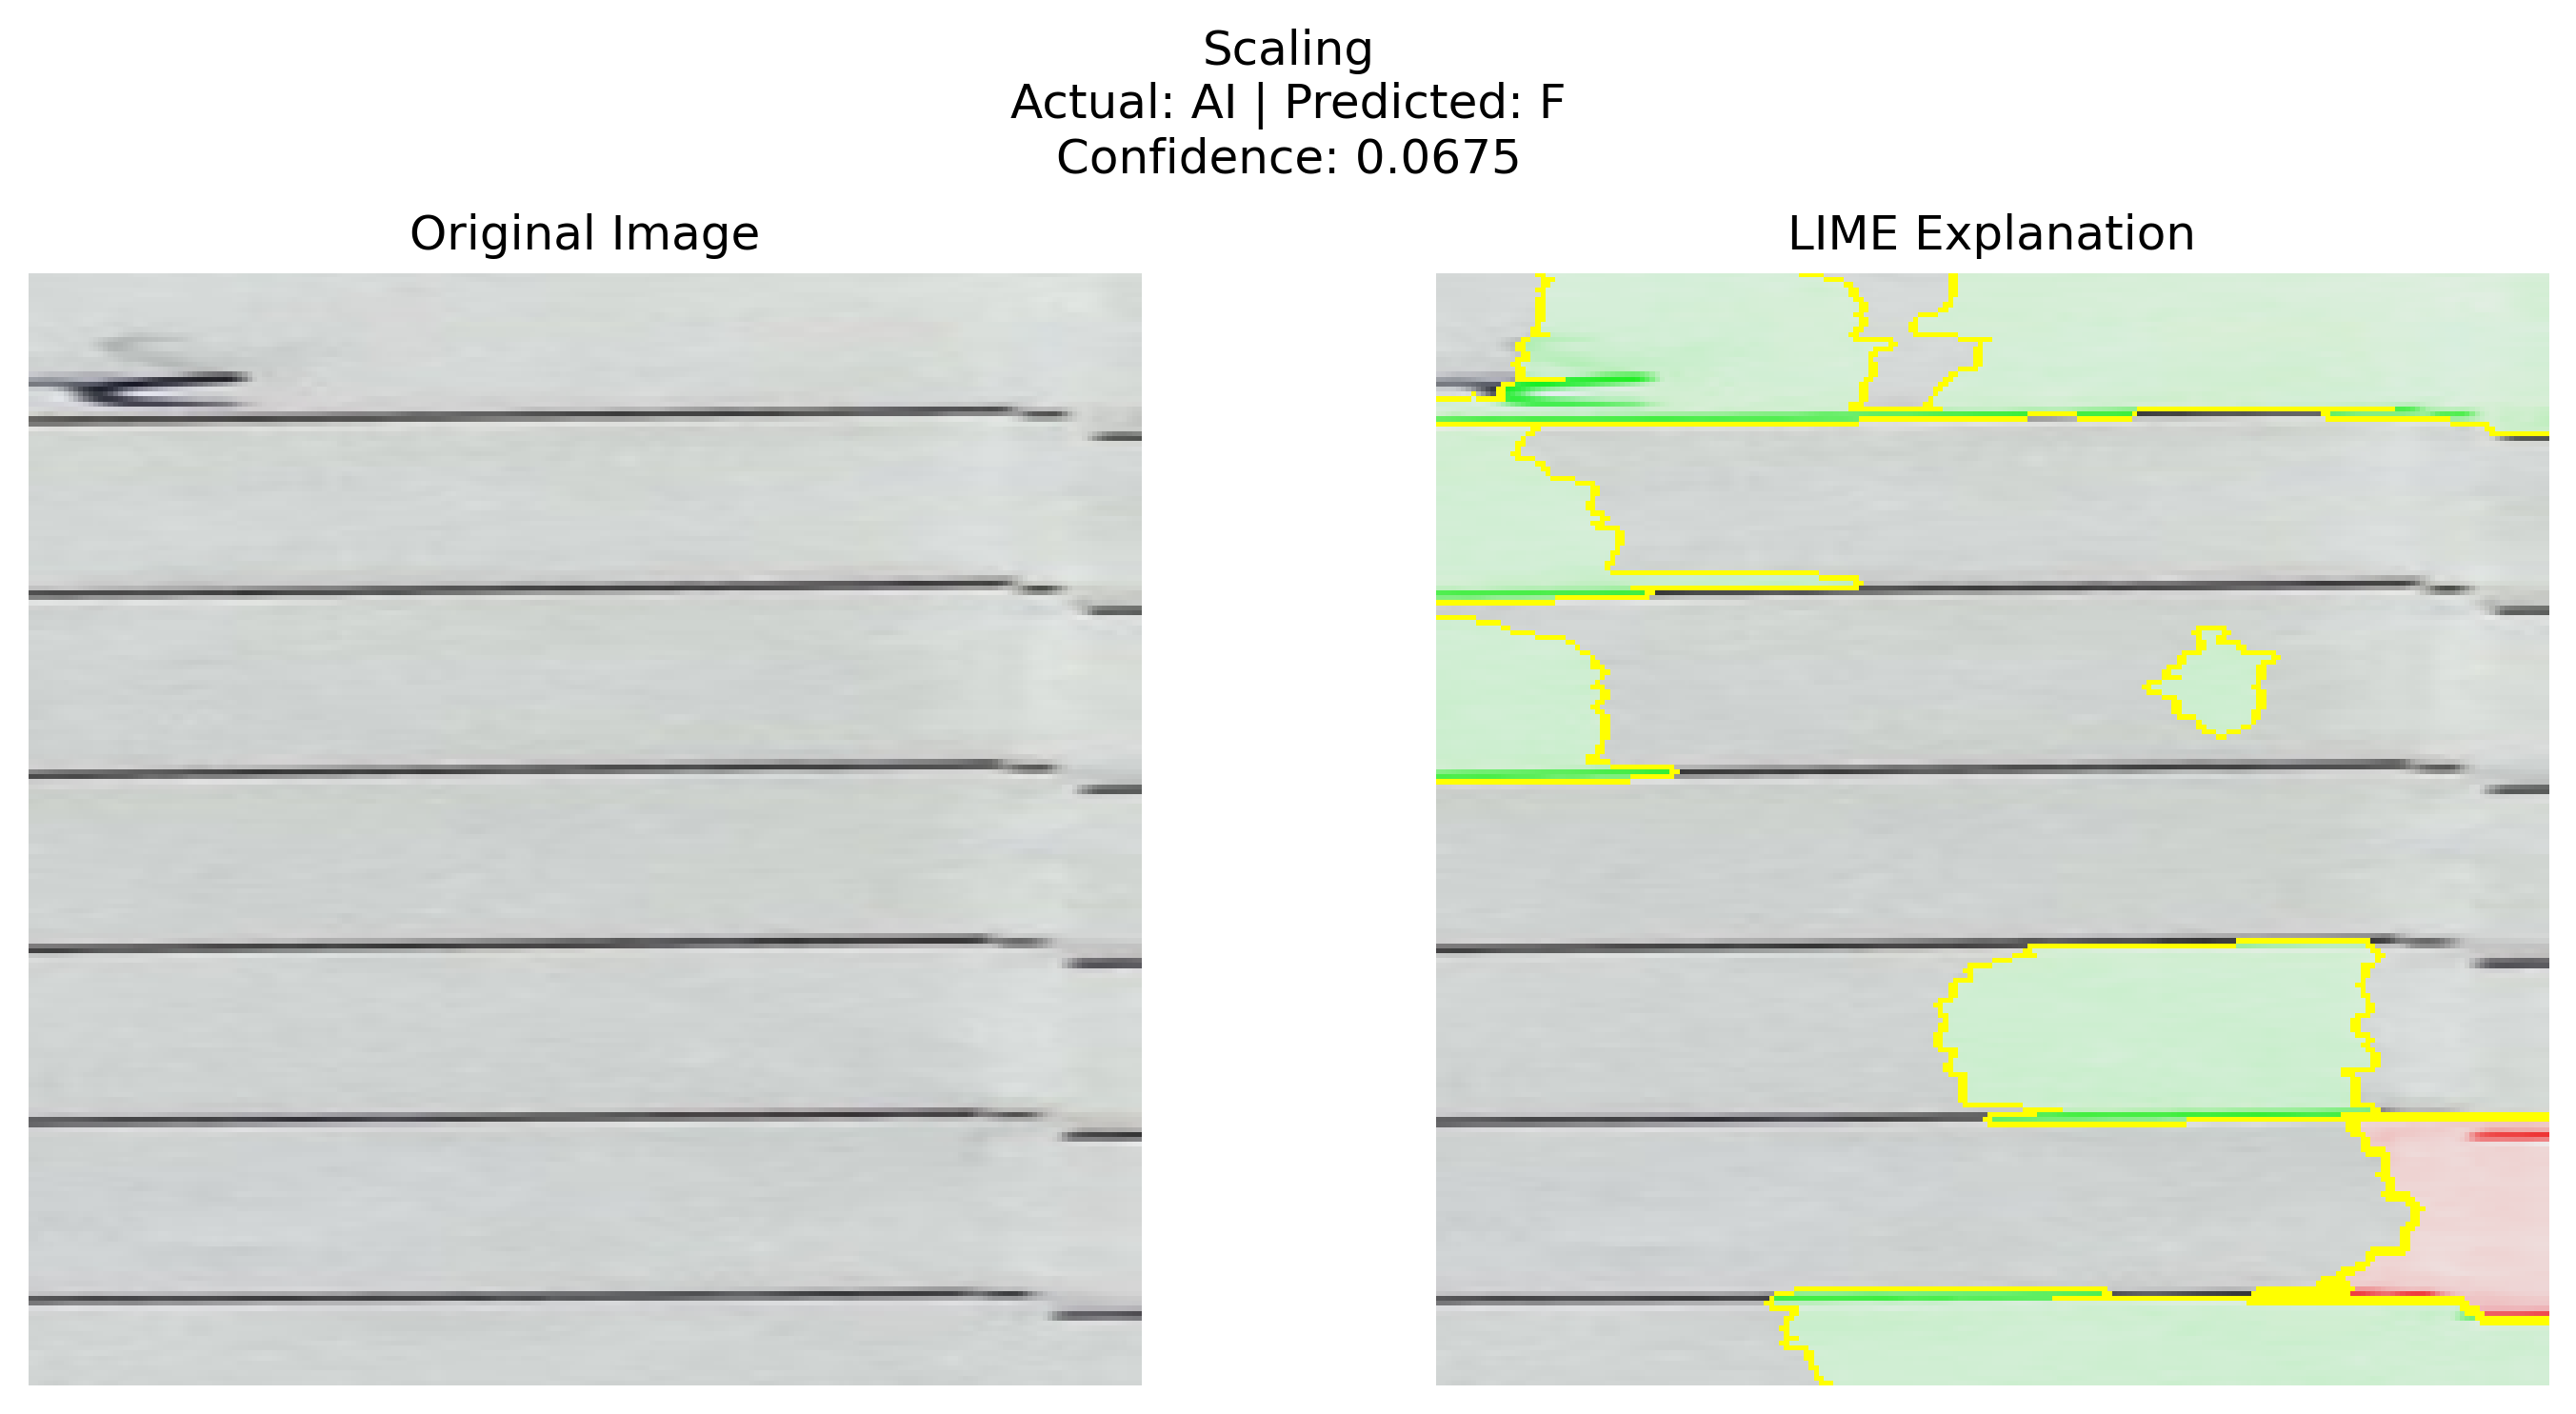 Scaling
Actual: AI | Predicted: F
Confidence: 0.0675
Original Image
LIME Explanation